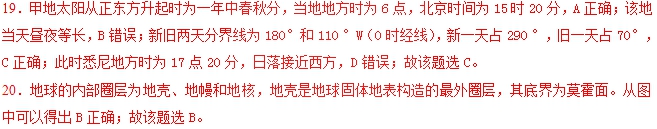 19．甲地太阳从正东方升起时为一年中春秋分，当地地方时为 6 点，北京时间为 15 时 20 分，A 正确；该地
当天昼夜等长，B 错误；新旧两天分界线为 180°和 110 °W（0 时经线），新一天占 290 °，旧一天占 70°，
C 正确；此时悉尼地方时为 17 点 20 分，日落接近西方，D 错误；故该题选 C。
20．地球的内部圈层为地壳、地幔和地核，地壳是地球固体地表构造的最外圈层，其底界为莫霍面。从图
中可以得出 B 正确；故该题选 B。